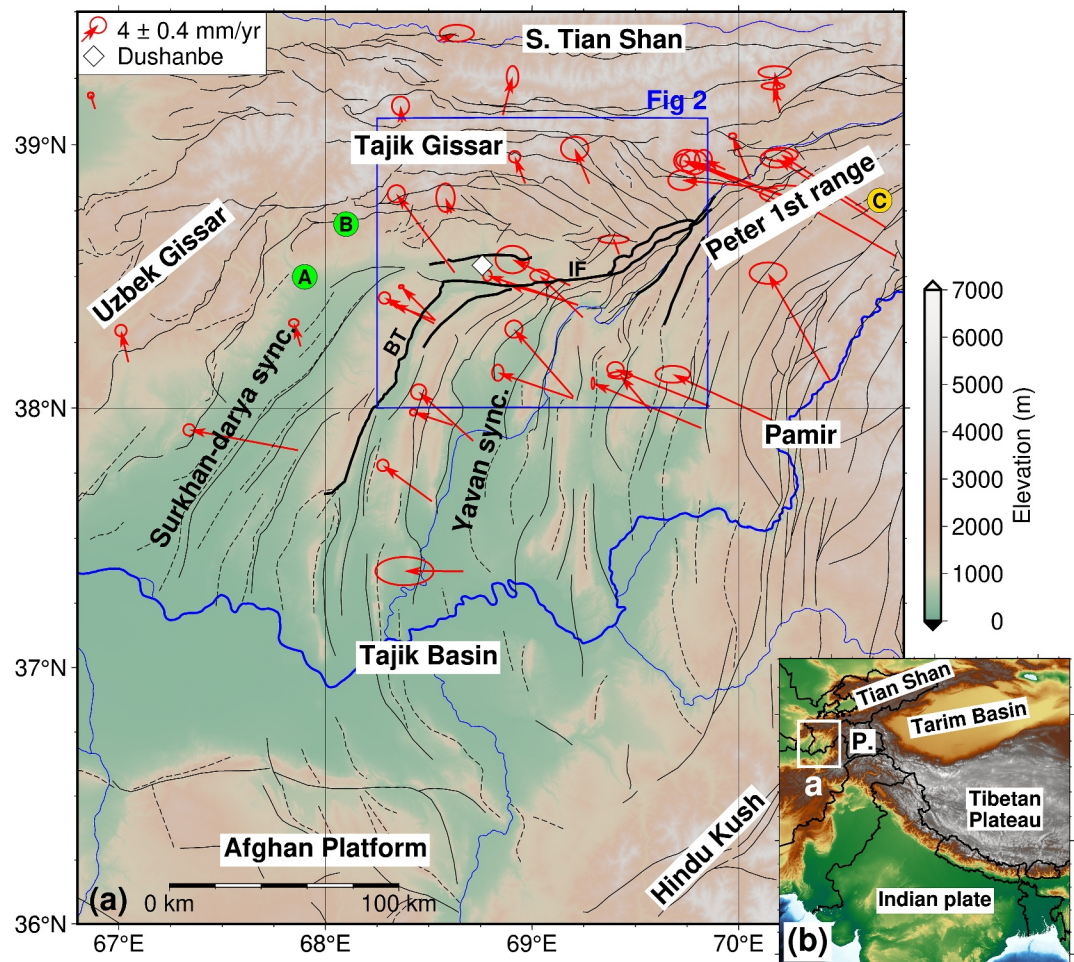 4 ± 0.4 mm/yr
Dushanbe
S. Tian Shan
Fig 2
39°N
Tajik Gissar
Peter 1st range
C
B
A
Uzbek Gissar
IF
BT
Surkhan-darya sync.
Yavan sync.
38°N
Pamir
7000
6000
5000
4000
3000
2000
1000
0
Elevation (m)
37°N
Tajik Basin
Afghan Platform
Hindu Kush
(a)
0 km
100 km
36°N
67°E
68°E
69°E
70°E
Tian Shan
Tarim Basin
P.
a
Tibetan
Plateau
Indian plate
(b)